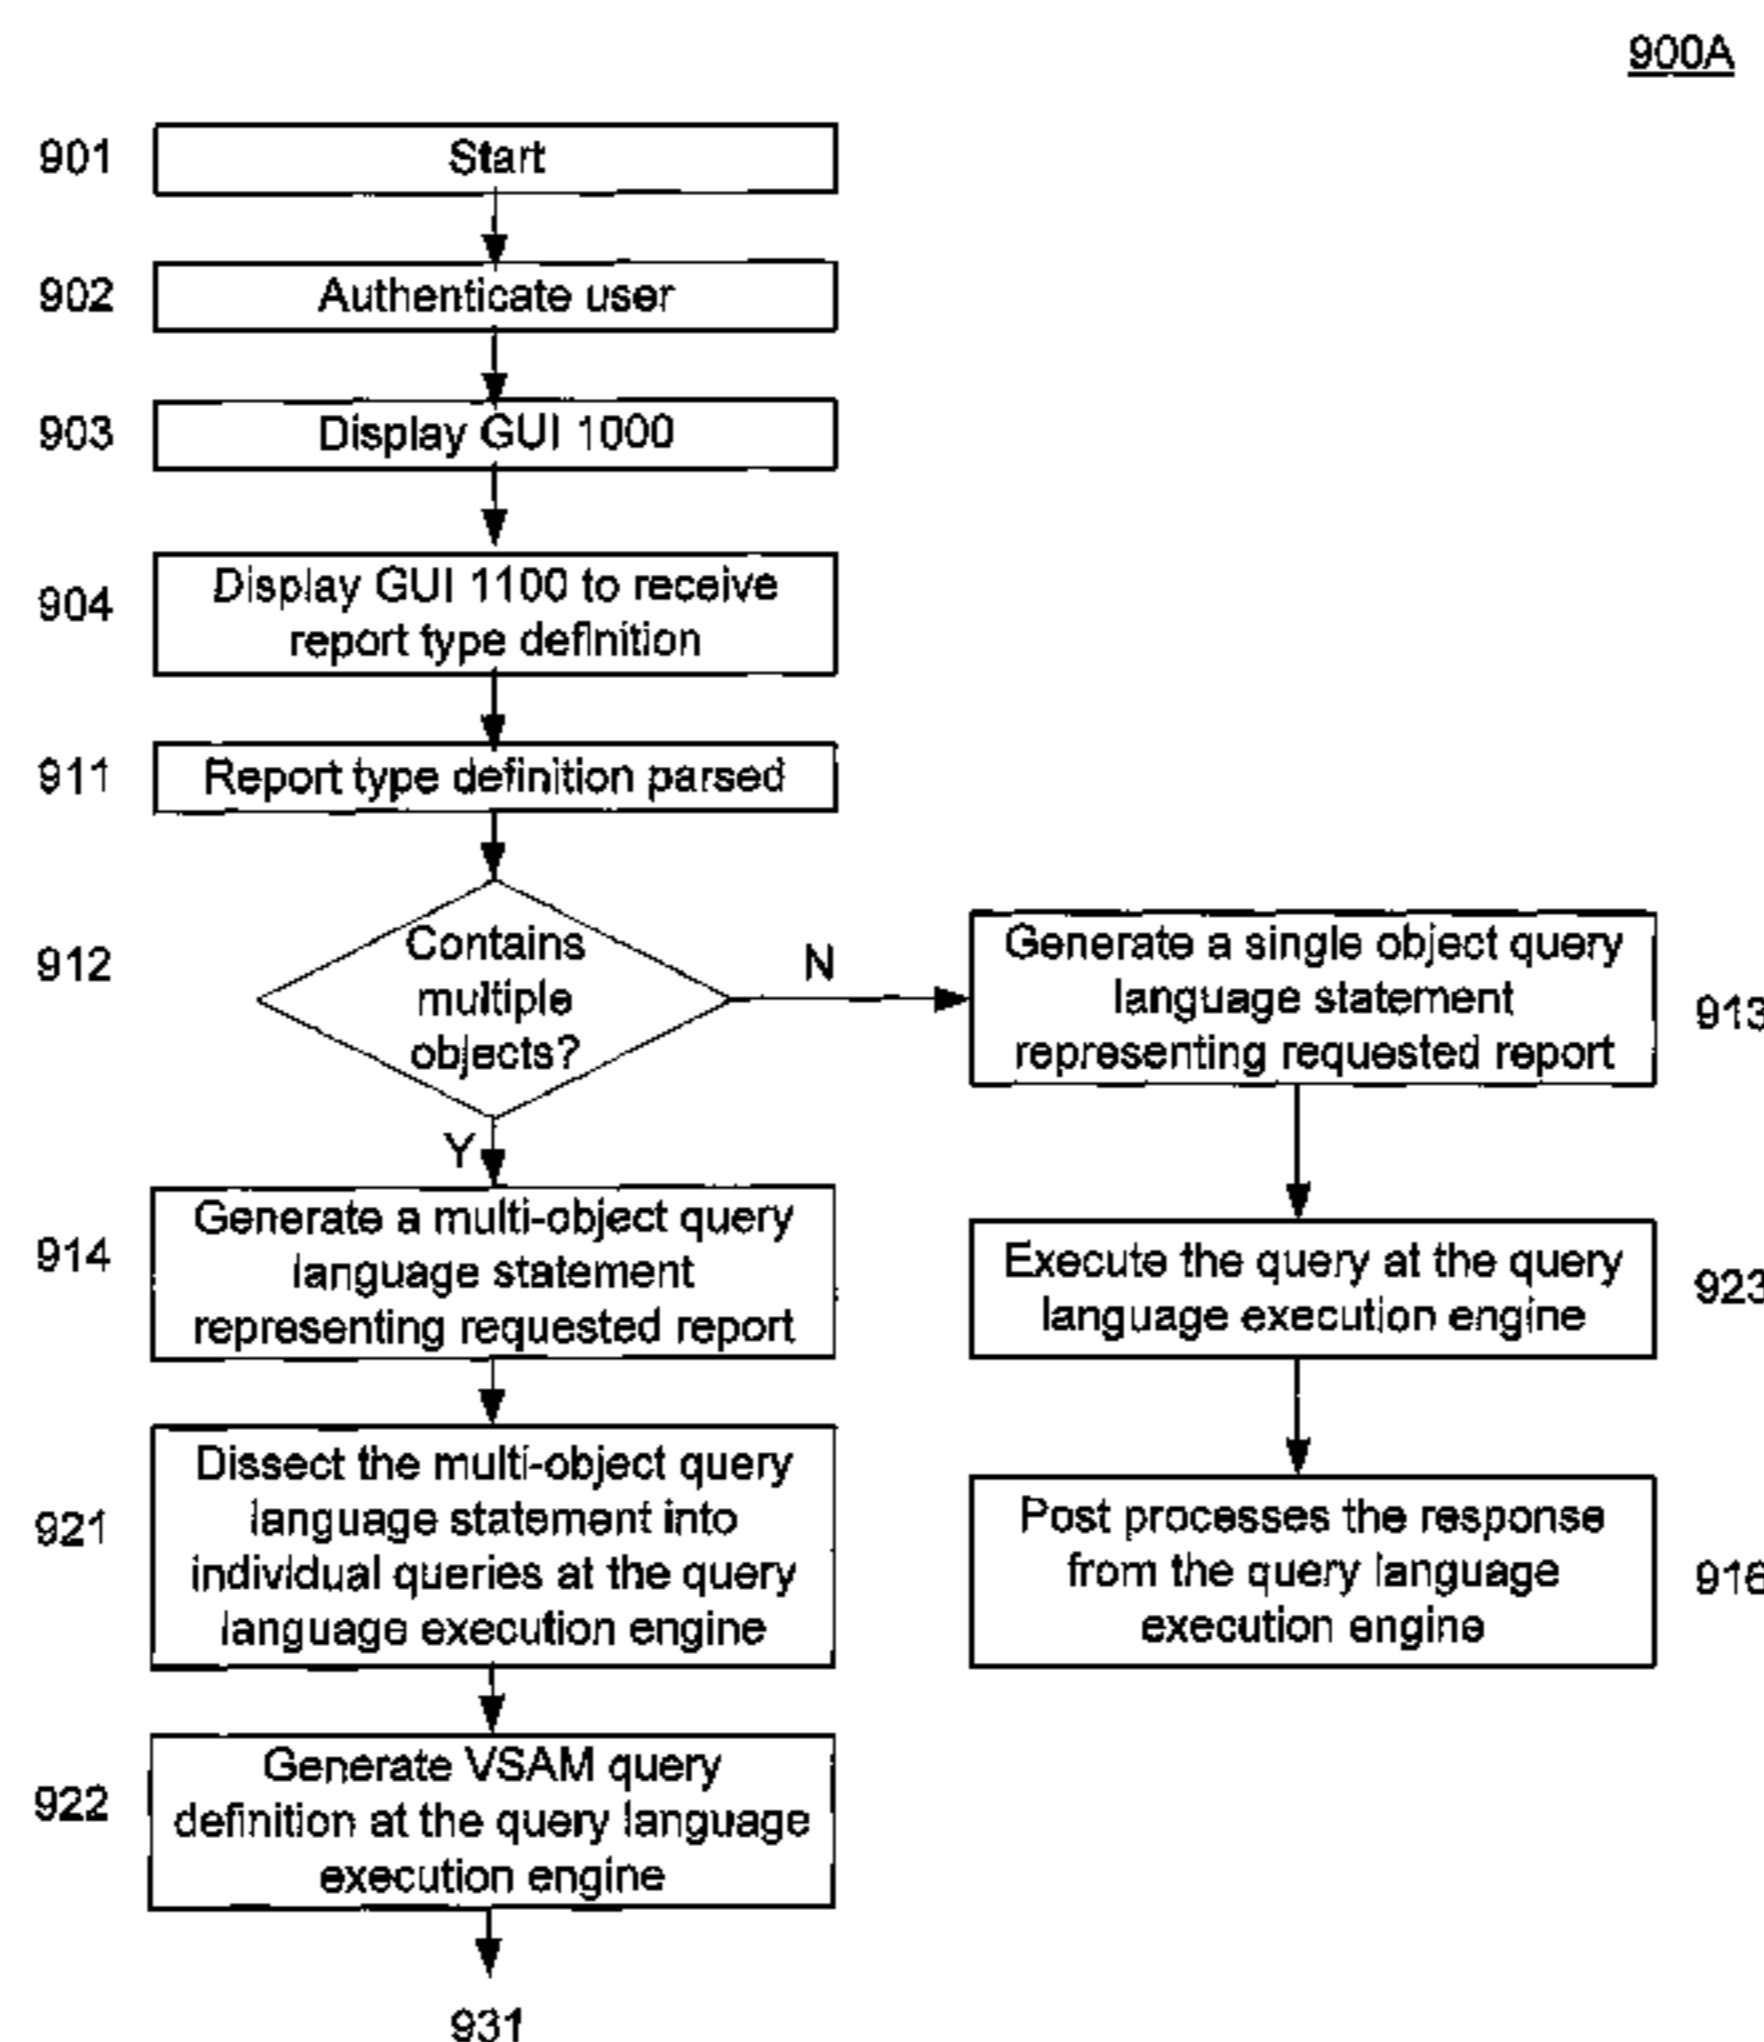 900A
901
Start
902
Authenticate user
903
Display GUI 1000
904
Display GUI 1100 to receive
report type definition
911
Report type definition parsed
912
Contains
multiple
objects?
N
Generate a single object query
language statement
representing requested report
913
Y
914
Generate a multi-object query
language statement
representing requested report
Execute the query at the query
language execution engine
923
921
Dissect the multi-object query
language statement into
individual queries at the query
language execution engine
Post processes the response
from the query language
execution engine
922
Generate VSAM query
definition at the query language
execution engine
931